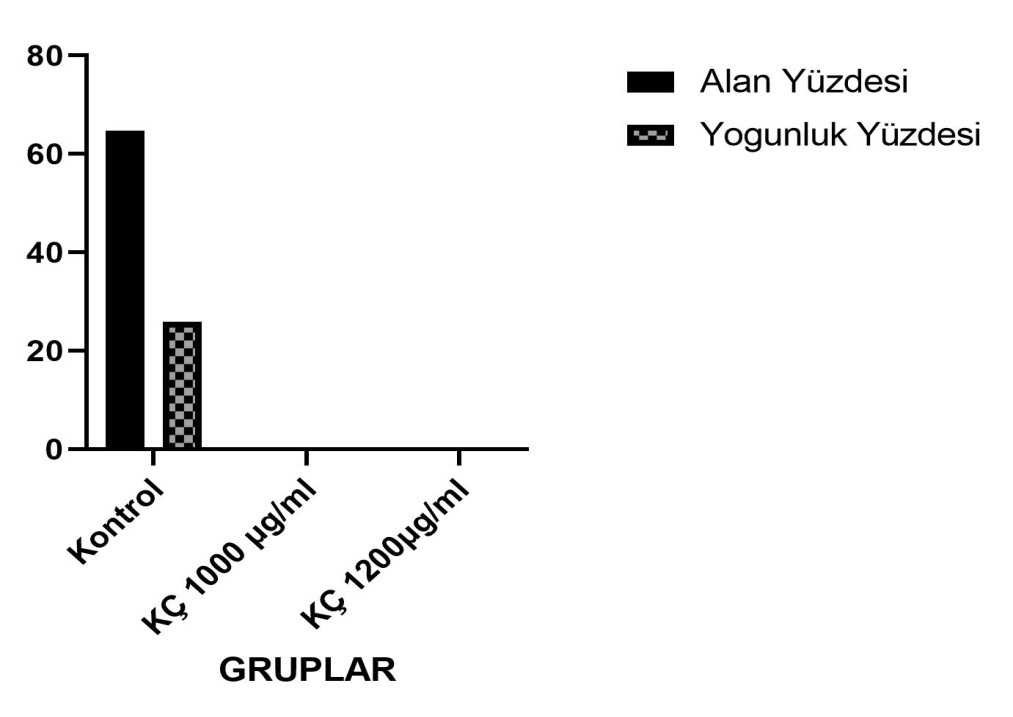 80
60
40
20
0
Kontrol
KÇ 1000 µg/ml
KÇ 1200µg/ml
GRUPLAR
Alan Yüzdesi
Yogunluk Yüzdesi